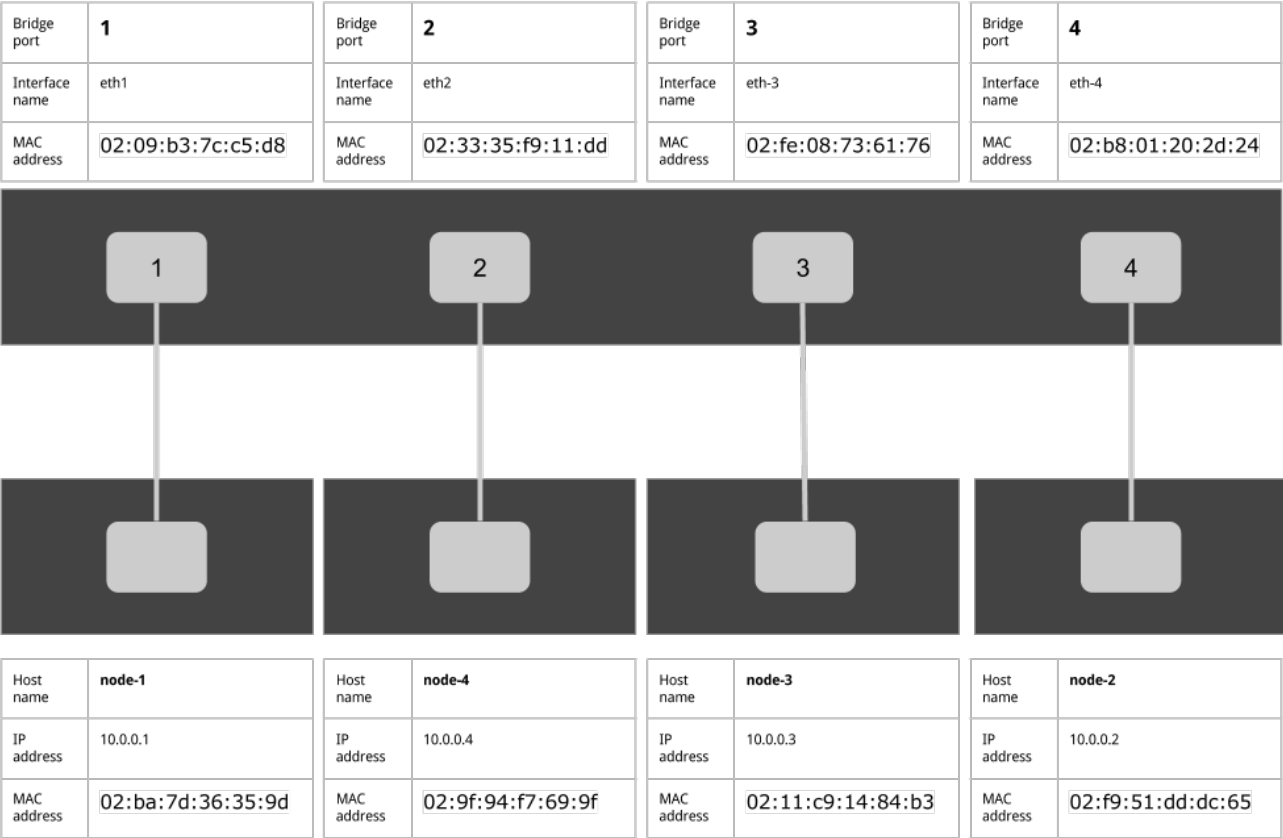 Bridge port
1
Interface name
eth1
MAC address
02:09:b3:7c:c5:d8
Bridge port
2
Interface name
eth2
MAC address
02:33:35:f9:11:dd
Bridge port
3
Interface name
eth-3
MAC address
02:fe:08:73:61:76
Bridge port
4
Interface name
eth-4
MAC address
02:b8:01:20:2d:24
1
2
3
4
Host name
node-1
IP address
10.0.0.1
MAC address
02:ba:7d:36:35:9d
Host name
node-4
IP address
10.0.0.4
MAC address
02:9f:94:f7:69:9f
Host name
node-3
IP address
10.0.0.3
MAC address
02:11:c9:14:84:b3
Host name
node-2
IP address
10.0.0.2
MAC address
02:f9:51:dd:dc:65